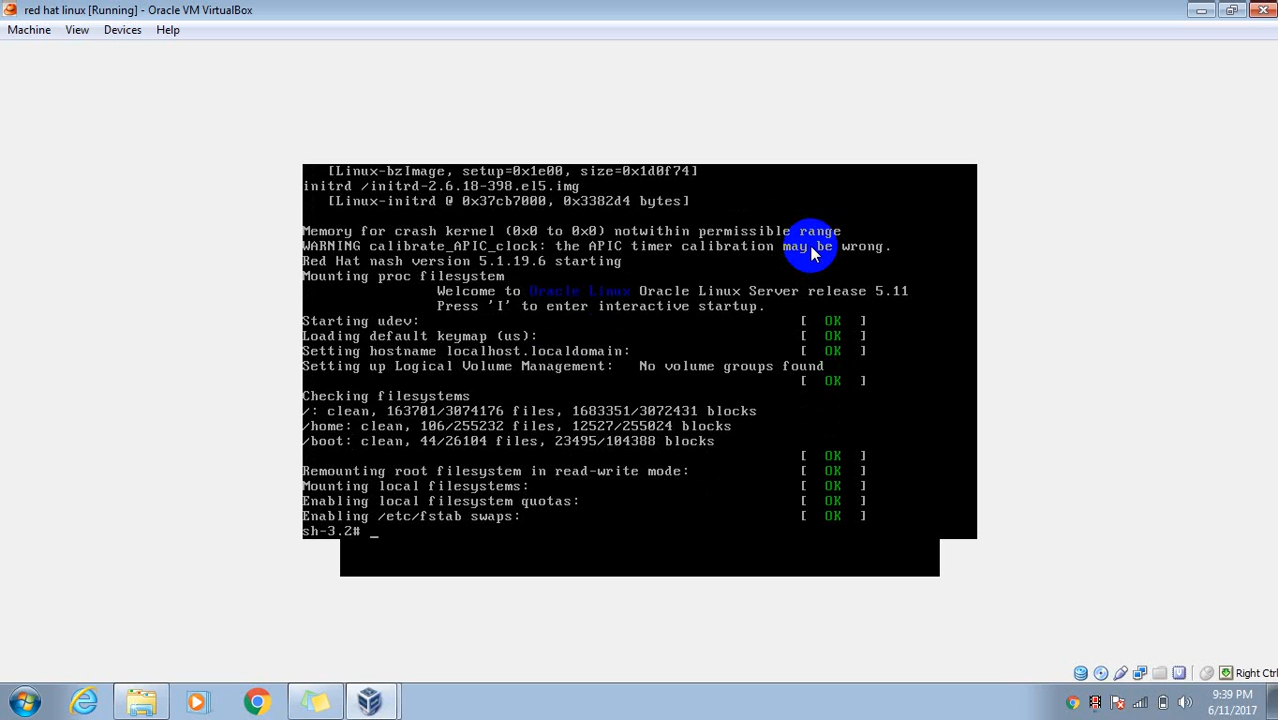 red hat linux [Running] - Oracle VM VirtualBox
Machine View Devices Help
[Linux-bzImage, setup=0x1e00, size=0x1d0f74]
initrd /initrd-2.6.18-398.el5.img
[Linux-initrd @ 0x37cb7000, 0x3382d4 bytes]
Memory for crash kernel (0x0 to 0x0) notwithin permissible range
WARNING calibrate_APIC_clock: the APIC timer calibration may be wrong.
Red Hat nash version 5.1.19.6 starting
Mounting proc filesystem
Welcome to Oracle Linux Oracle Linux Server release 5.11
Press 'I' to enter interactive startup.
Starting udev: [ OK ]
Loading default keymap (us): [ OK ]
Setting hostname localhost.localdomain: [ OK ]
Setting up Logical Volume Management: No volume groups found
[ OK ]
Checking filesystems
/: clean, 163701/3074176 files, 1683351/3072431 blocks
/home: clean, 106/255232 files, 12527/255024 blocks
/boot: clean, 44/26104 files, 23495/104388 blocks
[ OK ]
Remounting root filesystem in read-write mode: [ OK ]
Mounting local filesystems: [ OK ]
Enabling local filesystem quotas: [ OK ]
Enabling /etc/fstab swaps: [ OK ]
sh-3.2# _
Right Ctrl
9:39 PM
6/11/2017